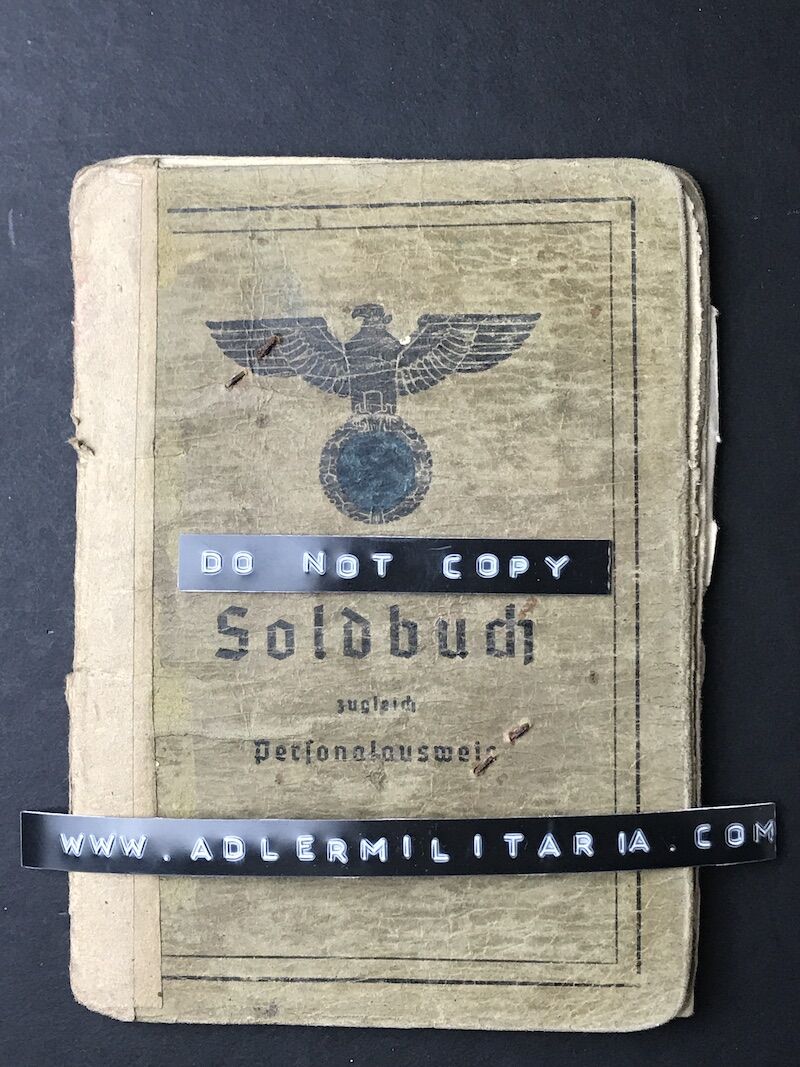 DO NOT COPY
Soldbuch
zugleich
Personalausweis
WWW.ADLERMILITARIA.COM